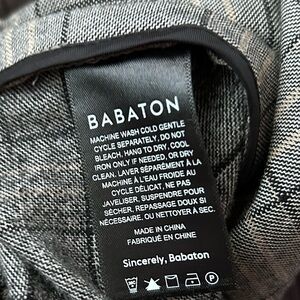 BABATON
MACHINE WASH COLD GENTLE
CYCLE SEPARATELY, DO NOT
BLEACH, HANG TO DRY, COOL
IRON ONLY IF NEEDED, OR DRY
CLEAN. LAVER SÉPARÉMENT À LA
MACHINE À L'EAU FROIDE AU
CYCLE DÉLICAT, NE PAS
JAVELISER, SUSPENDRE POUR
SÉCHER, REPASSAGE DOUX SI
NÉCESSAIRE, OU NETTOYER À SEC.
MADE IN CHINA
FABRIQUÉ EN CHINE
Sincerely, Babaton
P